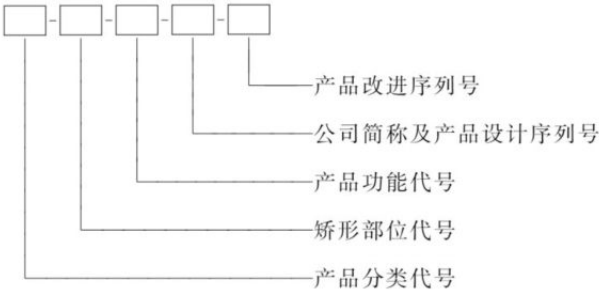 产品改进序列号
公司简称及产品设计序列号
产品功能代号
矫形部位代号
产品分类代号